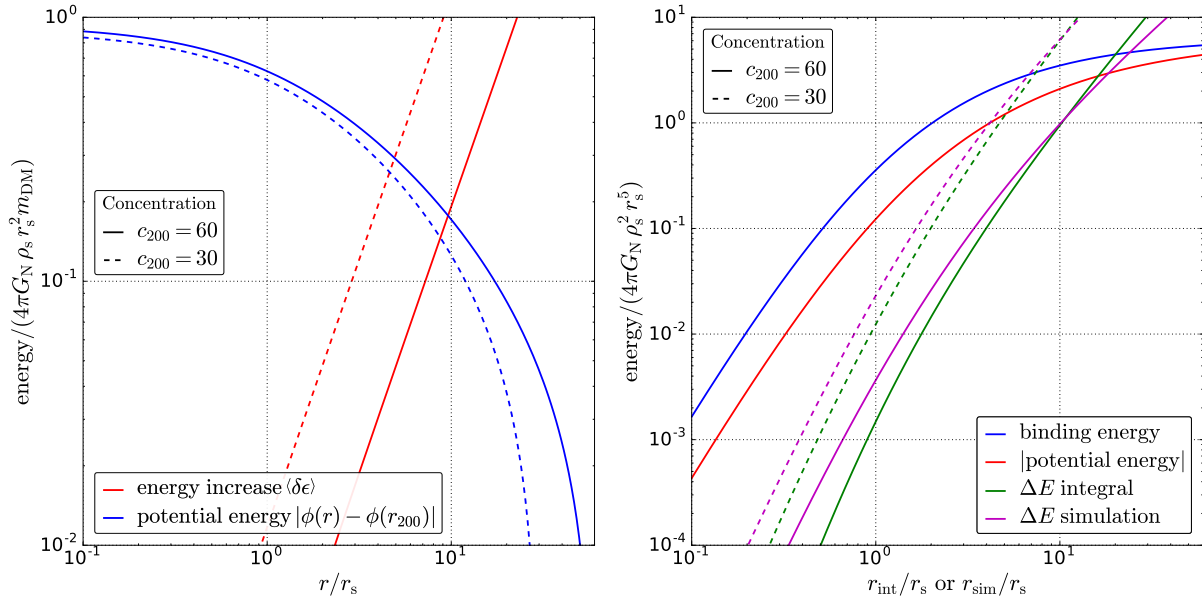 10^0
10^-1
10^-2
energy/(4πG_N ρ_s r_s^2 m_DM)
Concentration
c_200 = 60
c_200 = 30
energy increase ⟨δϵ⟩
potential energy |ϕ(r) − ϕ(r_200)|
10^-1 10^0 10^1
r/r_s
10^1
10^0
10^-1
10^-2
10^-3
10^-4
energy/(4πG_N ρ_s^2 r_s^5)
Concentration
c_200 = 60
c_200 = 30
binding energy
|potential energy|
ΔE integral
ΔE simulation
10^-1 10^0 10^1
r_int/r_s or r_sim/r_s